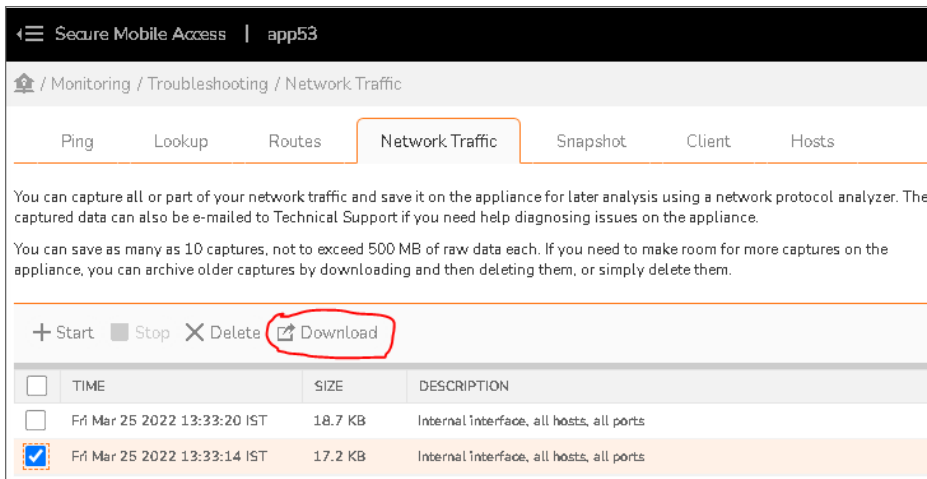 Secure Mobile Access | app53
/ Monitoring / Troubleshooting / Network Traffic
Ping Lookup Routes Network Traffic Snapshot Client Hosts
You can capture all or part of your network traffic and save it on the appliance for later analysis using a network protocol analyzer. The
captured data can also be e-mailed to Technical Support if you need help diagnosing issues on the appliance.
You can save as many as 10 captures, not to exceed 500 MB of raw data each. If you need to make room for more captures on the
appliance, you can archive older captures by downloading and then deleting them, or simply delete them.
Start Stop Delete Download
TIME SIZE DESCRIPTION
Fri Mar 25 2022 13:33:20 IST 18.7 KB Internal interface, all hosts, all ports
Fri Mar 25 2022 13:33:14 IST 17.2 KB Internal interface, all hosts, all ports